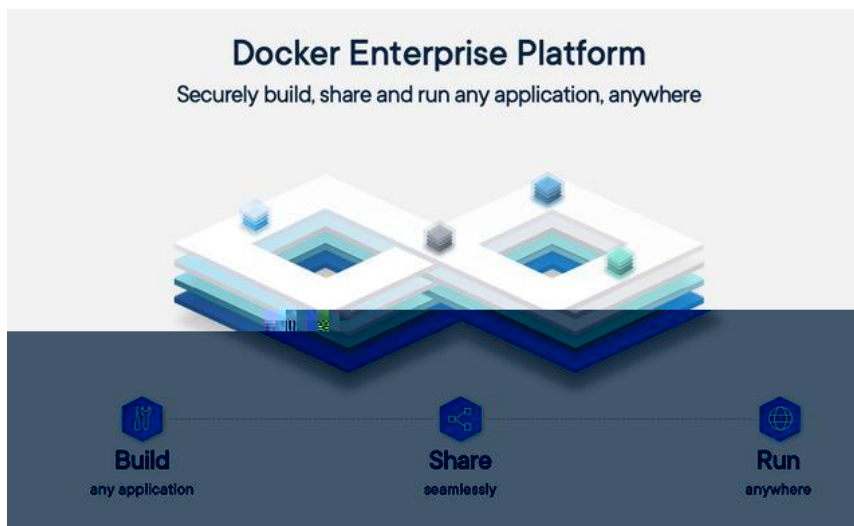 Docker Enterprise Platform
Securely build, share and run any application, anywhere
Build
any application
Share
seamlessly
Run
anywhere